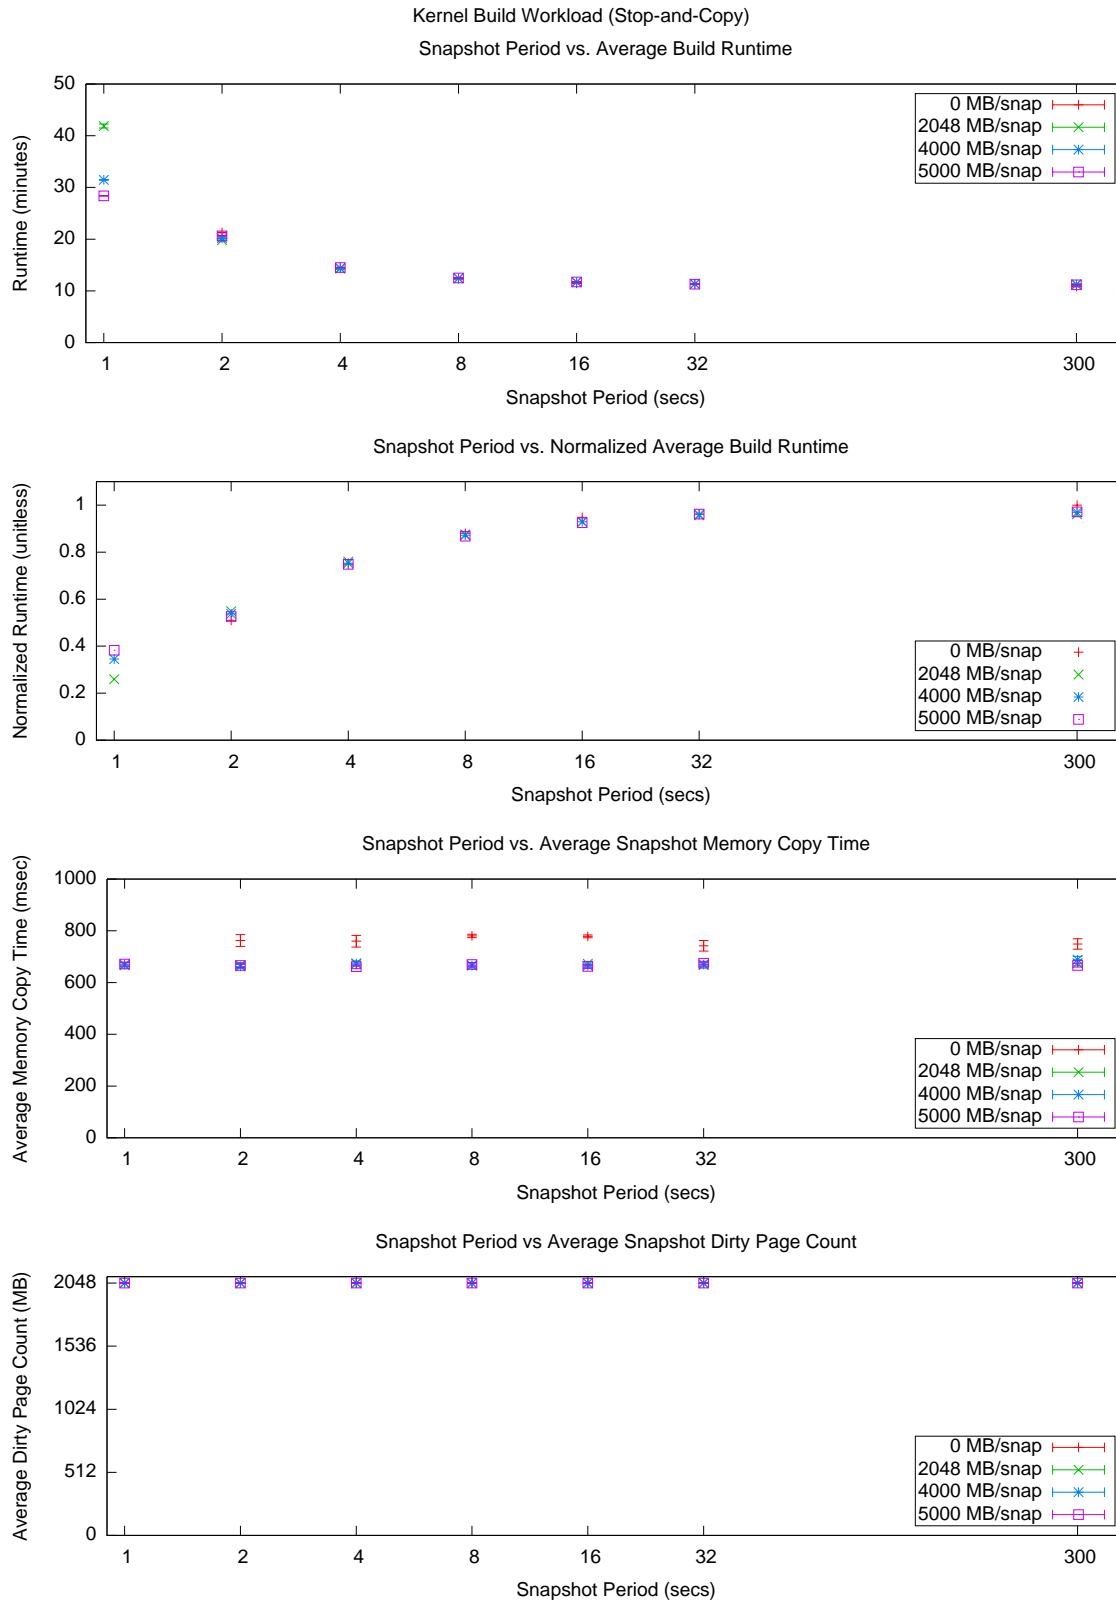 Kernel Build Workload (Stop-and-Copy)
Snapshot Period vs. Average Build Runtime
Runtime (minutes)
50
40
30
20
10
0
0 MB/snap
2048 MB/snap
4000 MB/snap
5000 MB/snap
1 2 4 8 16 32 300
Snapshot Period (secs)
Snapshot Period vs. Normalized Average Build Runtime
Normalized Runtime (unitless)
1
0.8
0.6
0.4
0.2
0
0 MB/snap
2048 MB/snap
4000 MB/snap
5000 MB/snap
1 2 4 8 16 32 300
Snapshot Period (secs)
Snapshot Period vs. Average Snapshot Memory Copy Time
Average Memory Copy Time (msec)
1000
800
600
400
200
0
0 MB/snap
2048 MB/snap
4000 MB/snap
5000 MB/snap
1 2 4 8 16 32 300
Snapshot Period (secs)
Snapshot Period vs Average Snapshot Dirty Page Count
Average Dirty Page Count (MB)
2048
1536
1024
512
0
0 MB/snap
2048 MB/snap
4000 MB/snap
5000 MB/snap
1 2 4 8 16 32 300
Snapshot Period (secs)